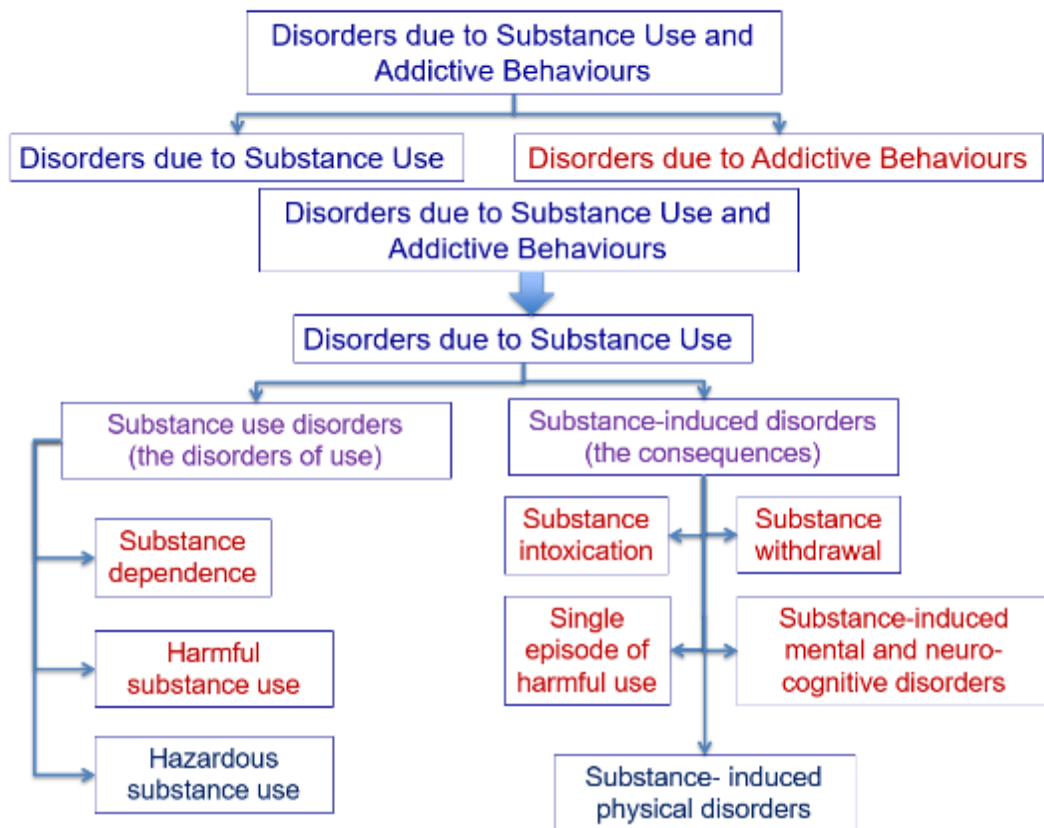 Disorders due to Substance Use and
Addictive Behaviours
Disorders due to Substance Use
Disorders due to Addictive Behaviours
Disorders due to Substance Use and
Addictive Behaviours
Disorders due to Substance Use
Substance use disorders
(the disorders of use)
Substance-induced disorders
(the consequences)
Substance
dependence
Harmful
substance use
Hazardous
substance use
Substance
intoxication
Substance
withdrawal
Single
episode of
harmful use
Substance-induced
mental and neuro-
cognitive disorders
Substance- induced
physical disorders